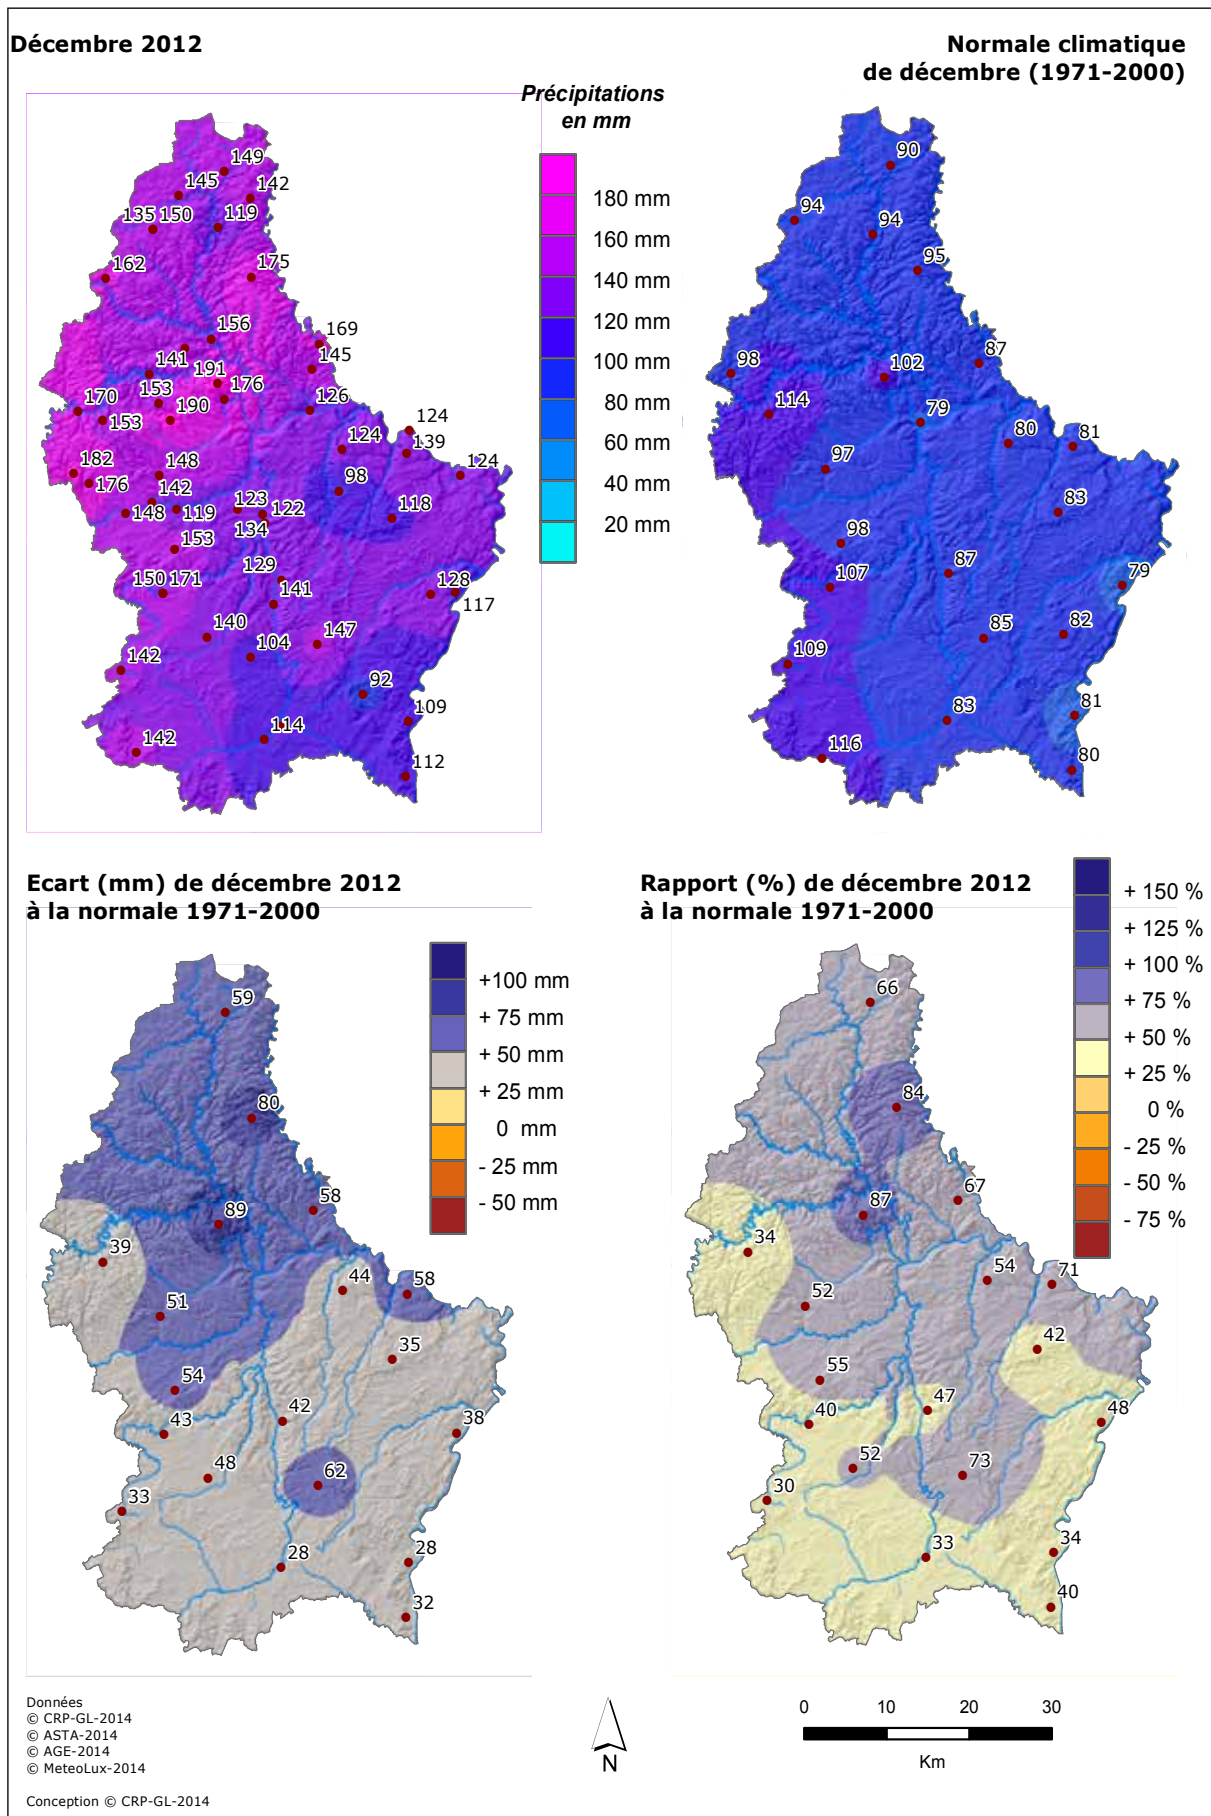 Décembre 2012
Normale climatique
de décembre (1971-2000)
Précipitations
en mm
180 mm
160 mm
140 mm
120 mm
100 mm
80 mm
60 mm
40 mm
20 mm
149
145
142
135
150
119
162
175
156
169
141
145
191
176
153
126
170
190
153
124
124
139
182
148
124
176
98
142
148
119
123
122
118
134
153
129
150
171
141
128
117
140
104
147
142
92
109
114
142
112
90
94
94
95
98
102
87
114
79
80
81
97
83
98
87
107
79
85
82
109
81
83
116
80
Ecart (mm) de décembre 2012
à la normale 1971-2000
+100 mm
+ 75 mm
+ 50 mm
+ 25 mm
0 mm
- 25 mm
- 50 mm
59
80
58
89
39
44
58
51
35
54
42
43
38
48
62
33
28
28
32
Rapport (%) de décembre 2012
à la normale 1971-2000
+ 150 %
+ 125 %
+ 100 %
+ 75 %
+ 50 %
+ 25 %
0 %
- 25 %
- 50 %
- 75 %
66
84
67
87
34
54
71
52
42
55
47
40
48
52
73
30
33
34
40
Données
© CRP-GL-2014
© ASTA-2014
© AGE-2014
© MeteoLux-2014
Conception © CRP-GL-2014
N
0 10 20 30
Km